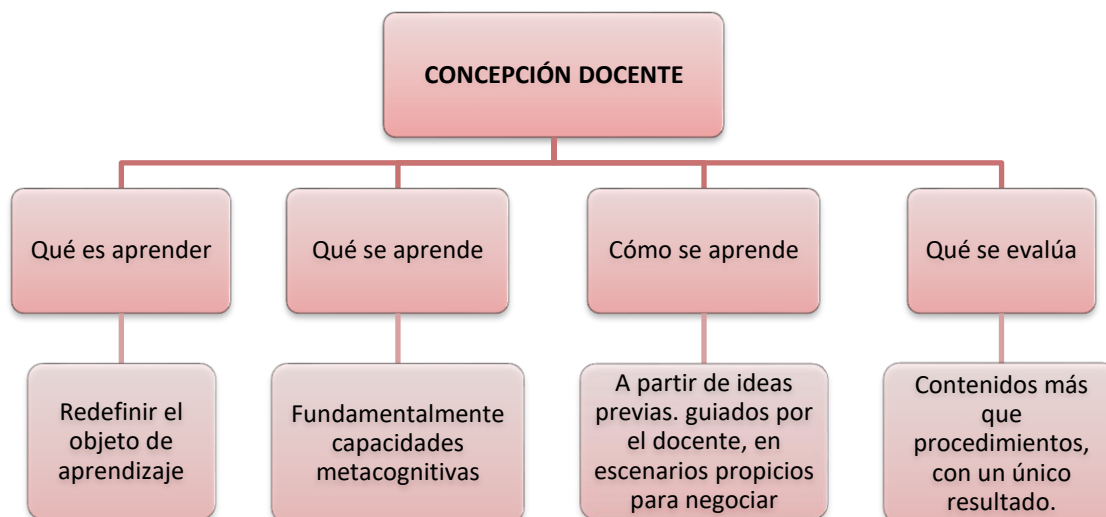 CONCEPCIÓN DOCENTE
Qué es aprender
Qué se aprende
Cómo se aprende
Qué se evalúa
Redefinir el
objeto de
aprendizaje
Fundamentalmente
capacidades
metacognitivas
A partir de ideas
previas. guiados por
el docente, en
escenarios propicios
para negociar
Contenidos más
que
procedimientos,
con un único
resultado.